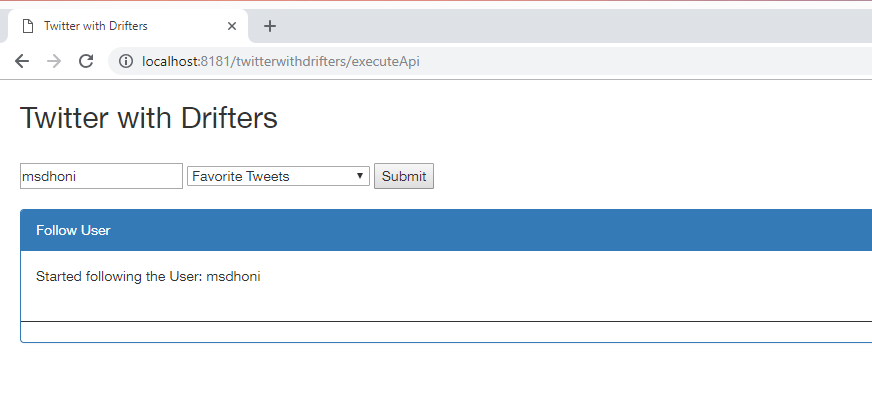 Twitter with Drifters
localhost:8181/twitterwithdrifters/executeApi
Twitter with Drifters
msdhoni Favorite Tweets Submit
Follow User
Started following the User: msdhoni